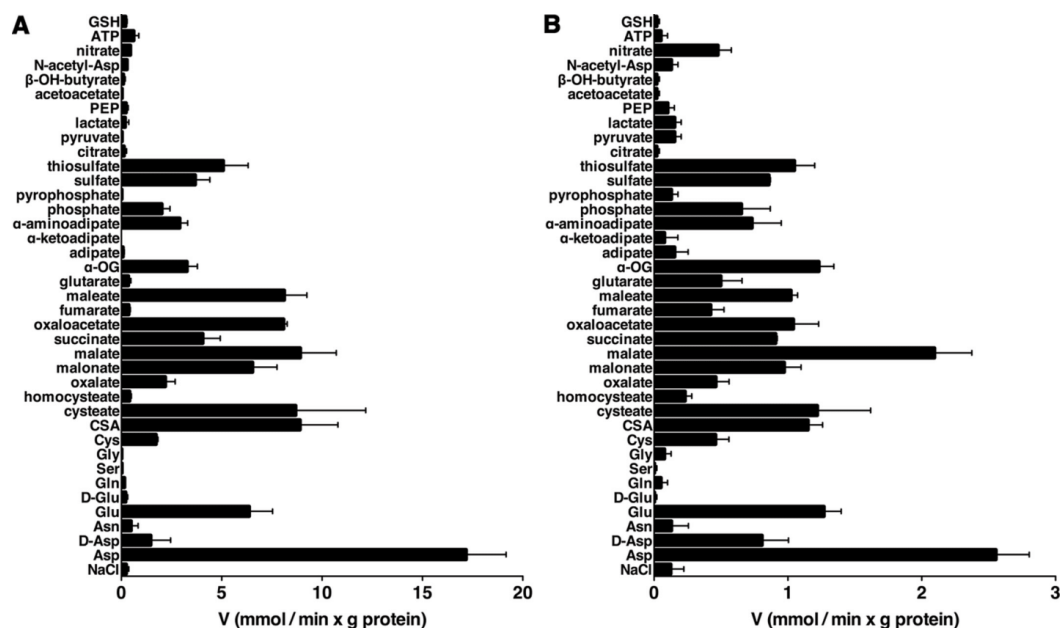 A
GSH
ATP
nitrate
N-acetyl-Asp
β-OH-butyrate
acetoacetate
PEP
lactate
pyruvate
citrate
thiosulfate
sulfate
pyrophosphate
phosphate
α-aminoadipate
α-ketoadipate
adipate
α-OG
glutarate
maleate
fumarate
oxaloacetate
succinate
malate
malonate
oxalate
homocysteate
cysteate
CSA
Cys
Gly
Ser
Gln
D-Glu
Glu
Asn
D-Asp
Asp
NaCl
0 5 10 15 20
V (mmol / min x g protein)
B
GSH
ATP
nitrate
N-acetyl-Asp
β-OH-butyrate
acetoacetate
PEP
lactate
pyruvate
citrate
thiosulfate
sulfate
pyrophosphate
phosphate
α-aminoadipate
α-ketoadipate
adipate
α-OG
glutarate
maleate
fumarate
oxaloacetate
succinate
malate
malonate
oxalate
homocysteate
cysteate
CSA
Cys
Gly
Ser
Gln
D-Glu
Glu
Asn
D-Asp
Asp
NaCl
0 1 2 3
V (mmol / min x g protein)